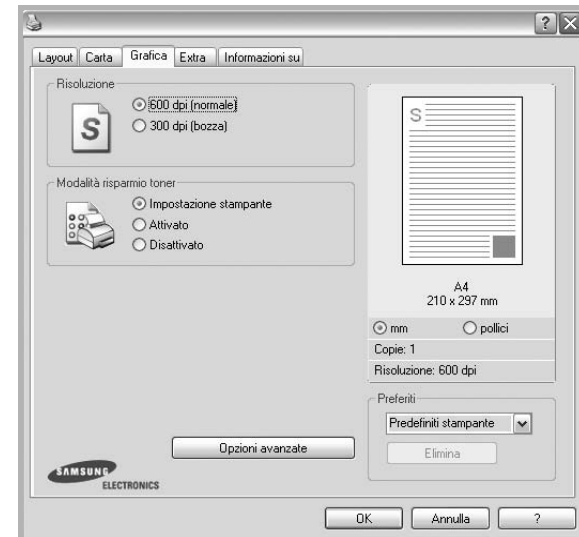 ?
Layout
Carta
Grafica
Extra
Informazioni su
Risoluzione
S
600 dpi (normale)
300 dpi (bozza)
Modalità risparmio toner
Impostazione stampante
Attivato
Disattivato
Opzioni avanzate
SAMSUNG
ELECTRONICS
S
A4
210 x 297 mm
mm
pollici
Copie: 1
Risoluzione: 600 dpi
Preferiti
Predefiniti stampante
Elimina
OK
Annulla
?